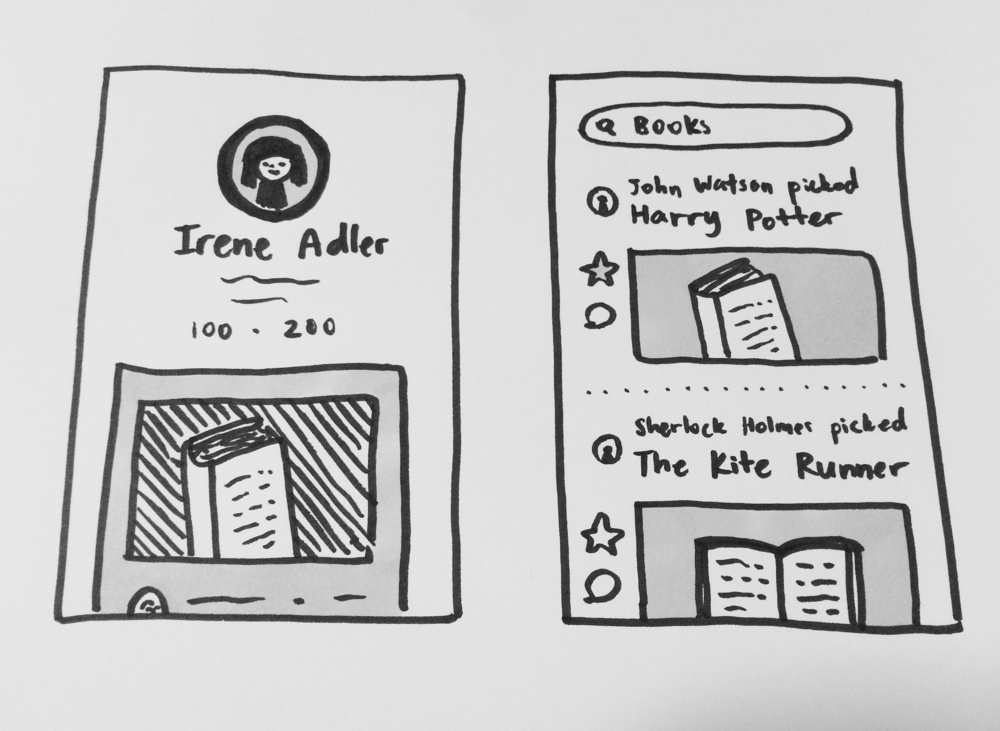 Irene Adler
100 · 200
Books
John Watson picked
Harry Potter
Sherlock Holmes picked
The Kite Runner